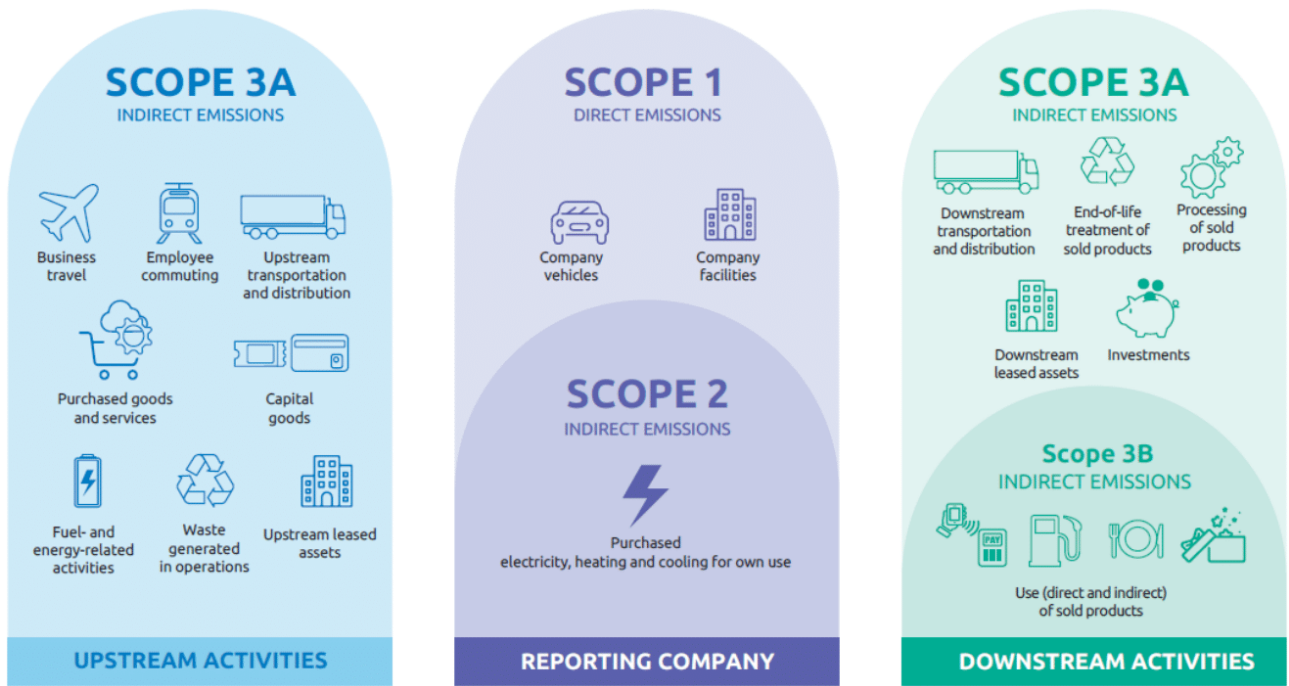 SCOPE 3A
INDIRECT EMISSIONS
Business
travel
Employee
commuting
Upstream
transportation
and distribution
Purchased goods
and services
Capital
goods
Fuel- and
energy-related
activities
Waste
generated
in operations
Upstream leased
assets
UPSTREAM ACTIVITIES
SCOPE 1
DIRECT EMISSIONS
Company
vehicles
Company
facilities
SCOPE 2
INDIRECT EMISSIONS
Purchased
electricity, heating and cooling for own use
REPORTING COMPANY
SCOPE 3A
INDIRECT EMISSIONS
Downstream
transportation
and distribution
End-of-life
treatment of
sold products
Processing
of sold
products
Downstream
leased assets
Investments
Scope 3B
INDIRECT EMISSIONS
PAY
Use (direct and indirect)
of sold products
DOWNSTREAM ACTIVITIES